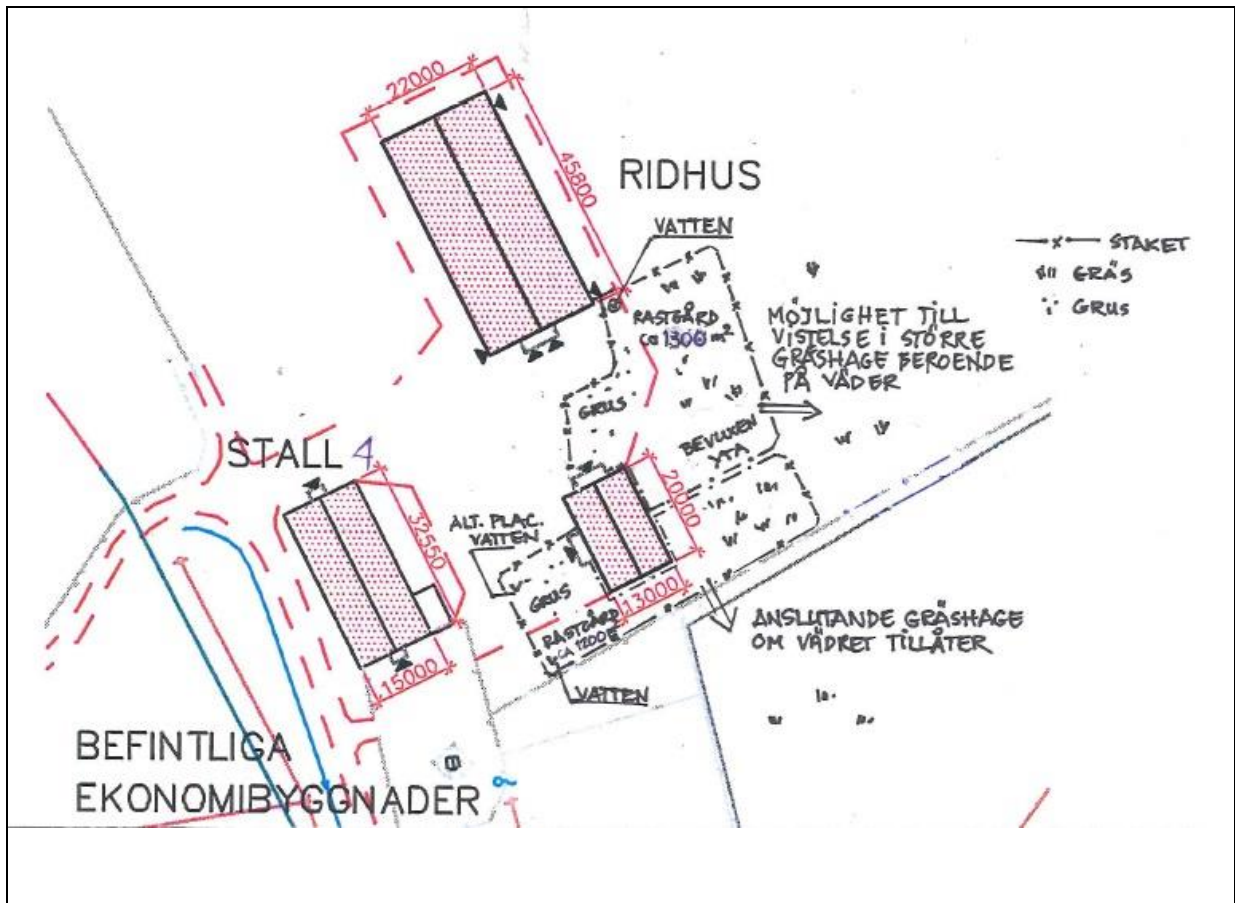 22000
45800
RIDHUS
VATTEN
STAKET
GRÄS
GRUS
RASTGÅRD
ca 1300 m²
MÖJLIGHET TILL
VISTELSE I STÖRRE
GRÄSHAGE BEROENDE
PÅ VÄDER
GRUS
BEVUXEN
YTA
STALL 4
32550
20000
ALT. PLAC.
VATTEN
GRUS
13000
RASTGÅRD
CA 1200
15000
VATTEN
ANSLUTANDE GRÄSHAGE
OM VÄDRET TILLÅTER
BEFINTLIGA
EKONOMIBYGGNADER